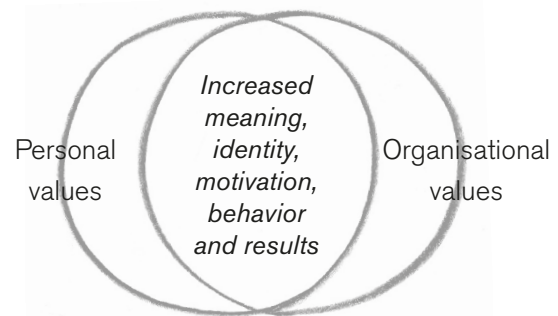 Increased
meaning,
identity,
motivation,
behavior
and results
Personal
values
Organisational
values